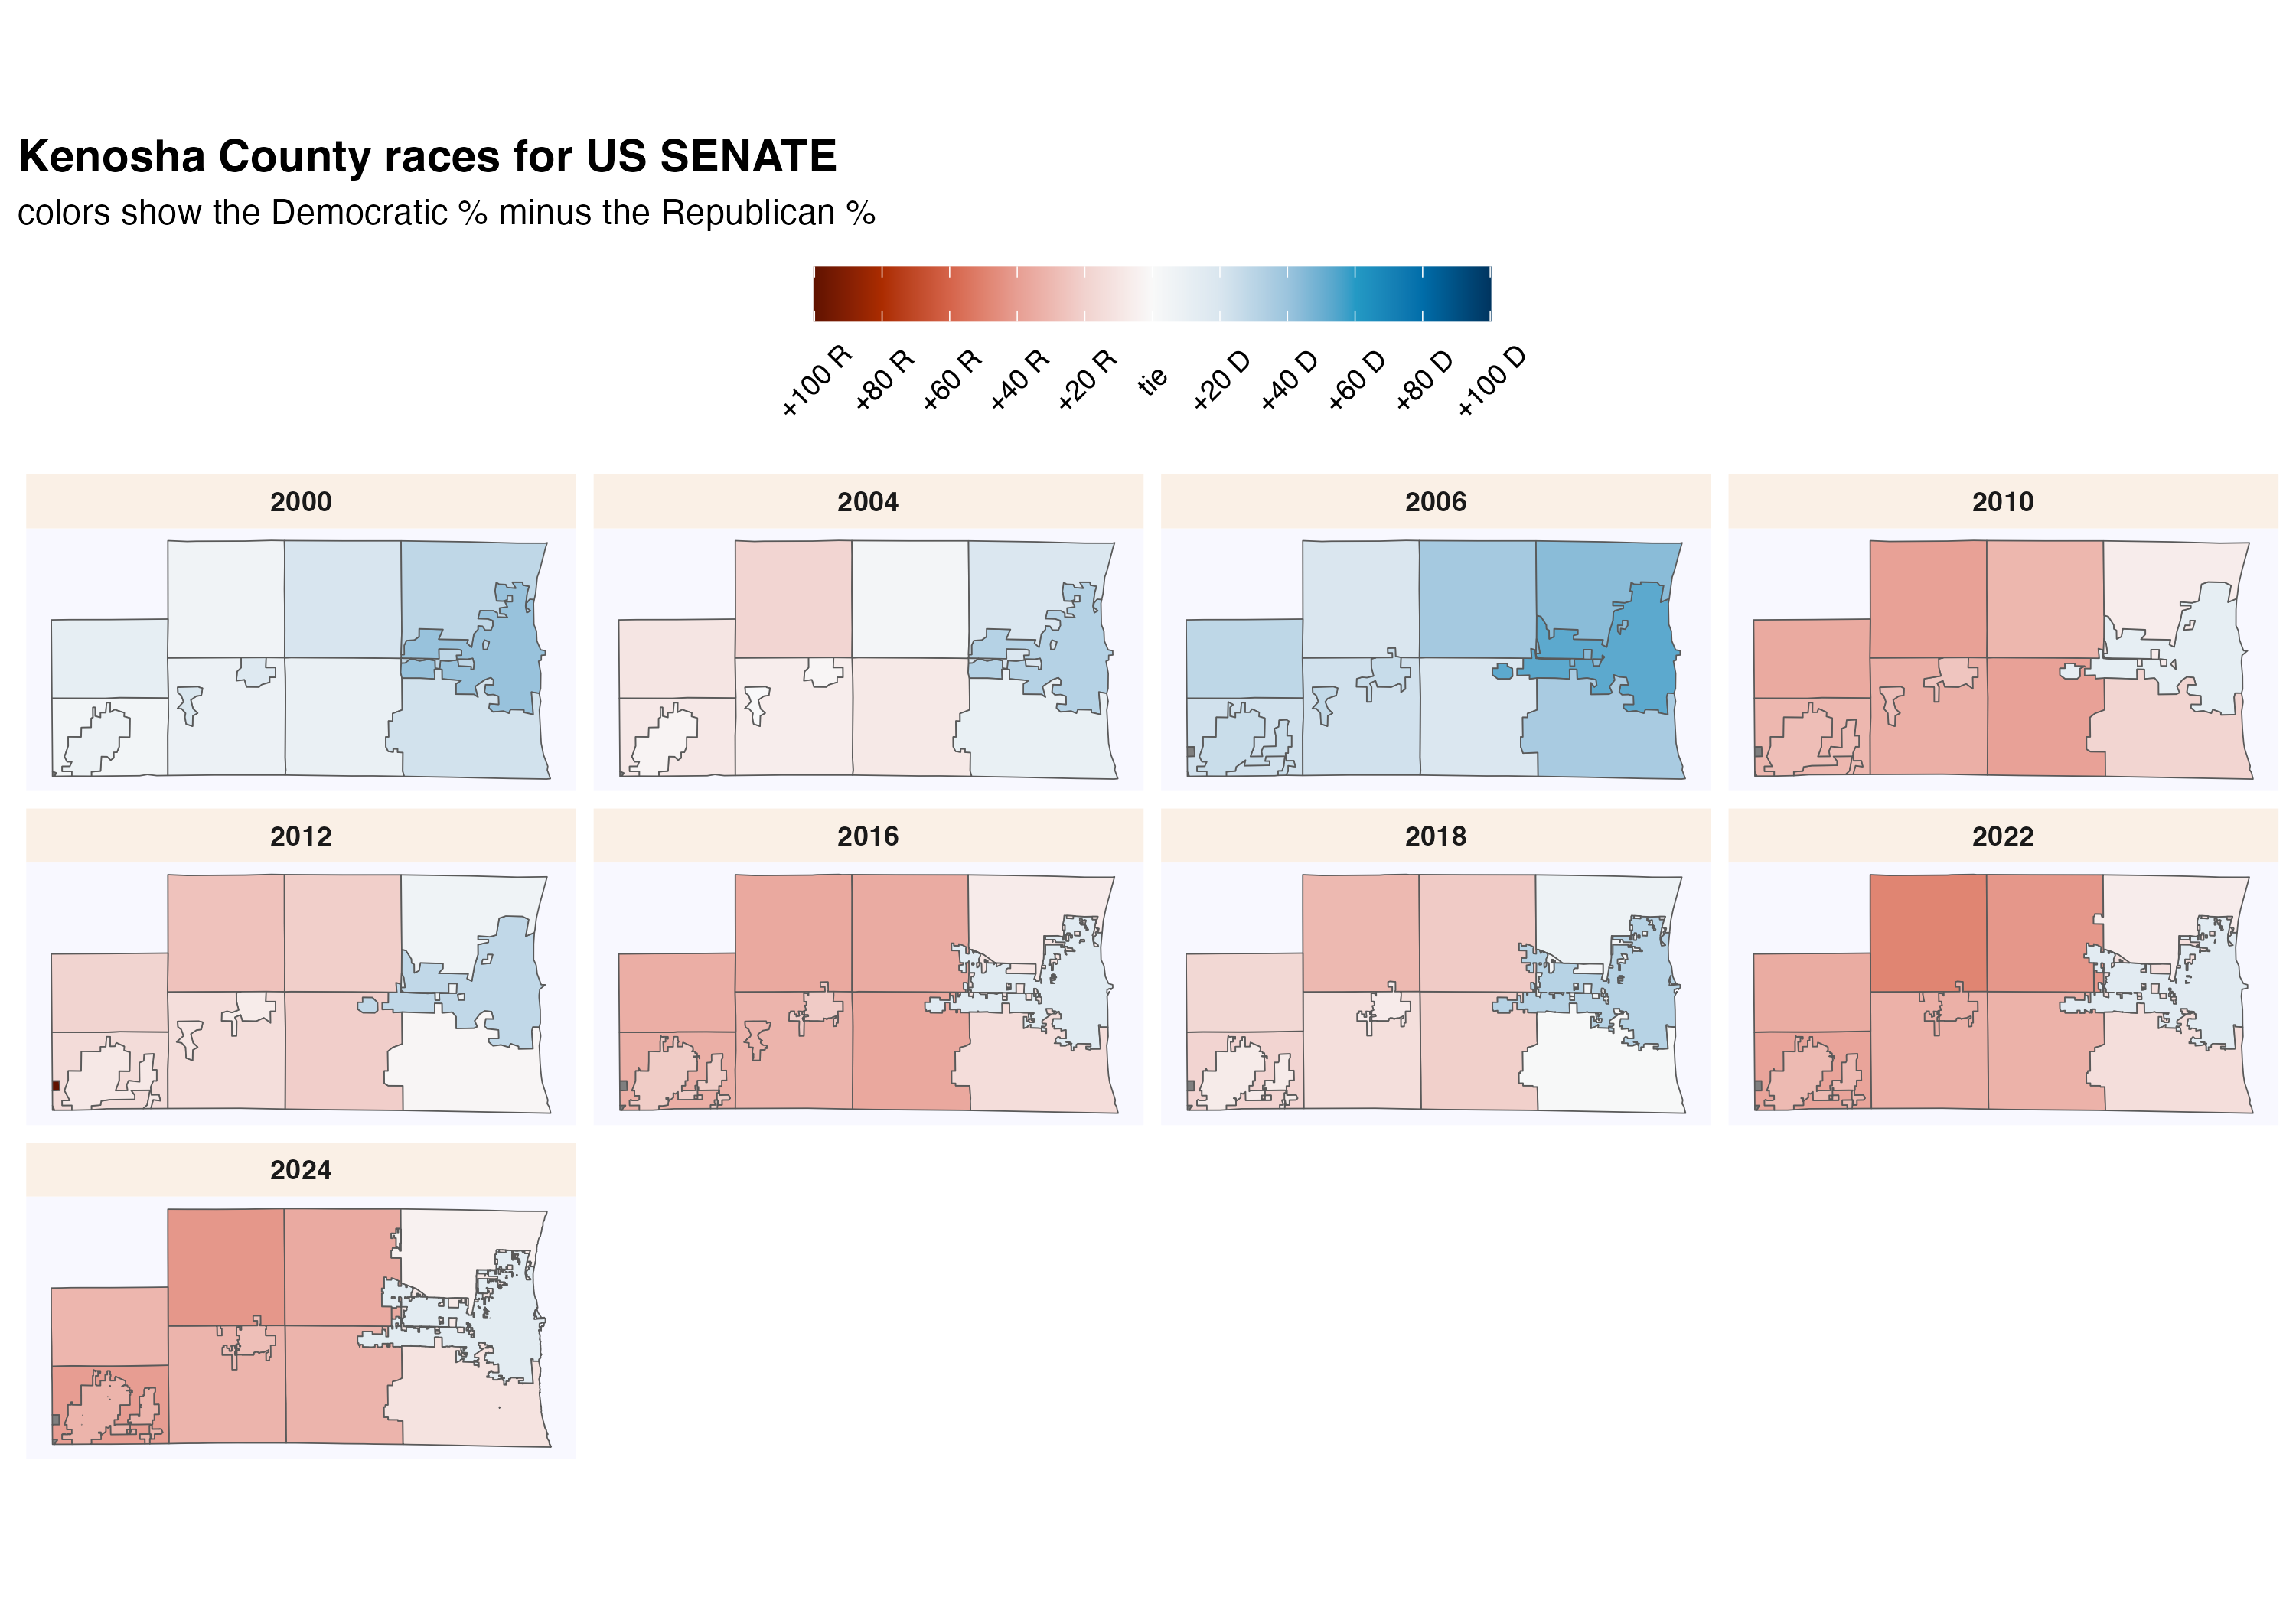 Kenosha County races for US SENATE
colors show the Democratic % minus the Republican %
+100 R
+80 R
+60 R
+40 R
+20 R
tie
+20 D
+40 D
+60 D
+80 D
+100 D
2000
2004
2006
2010
2012
2016
2018
2022
2024